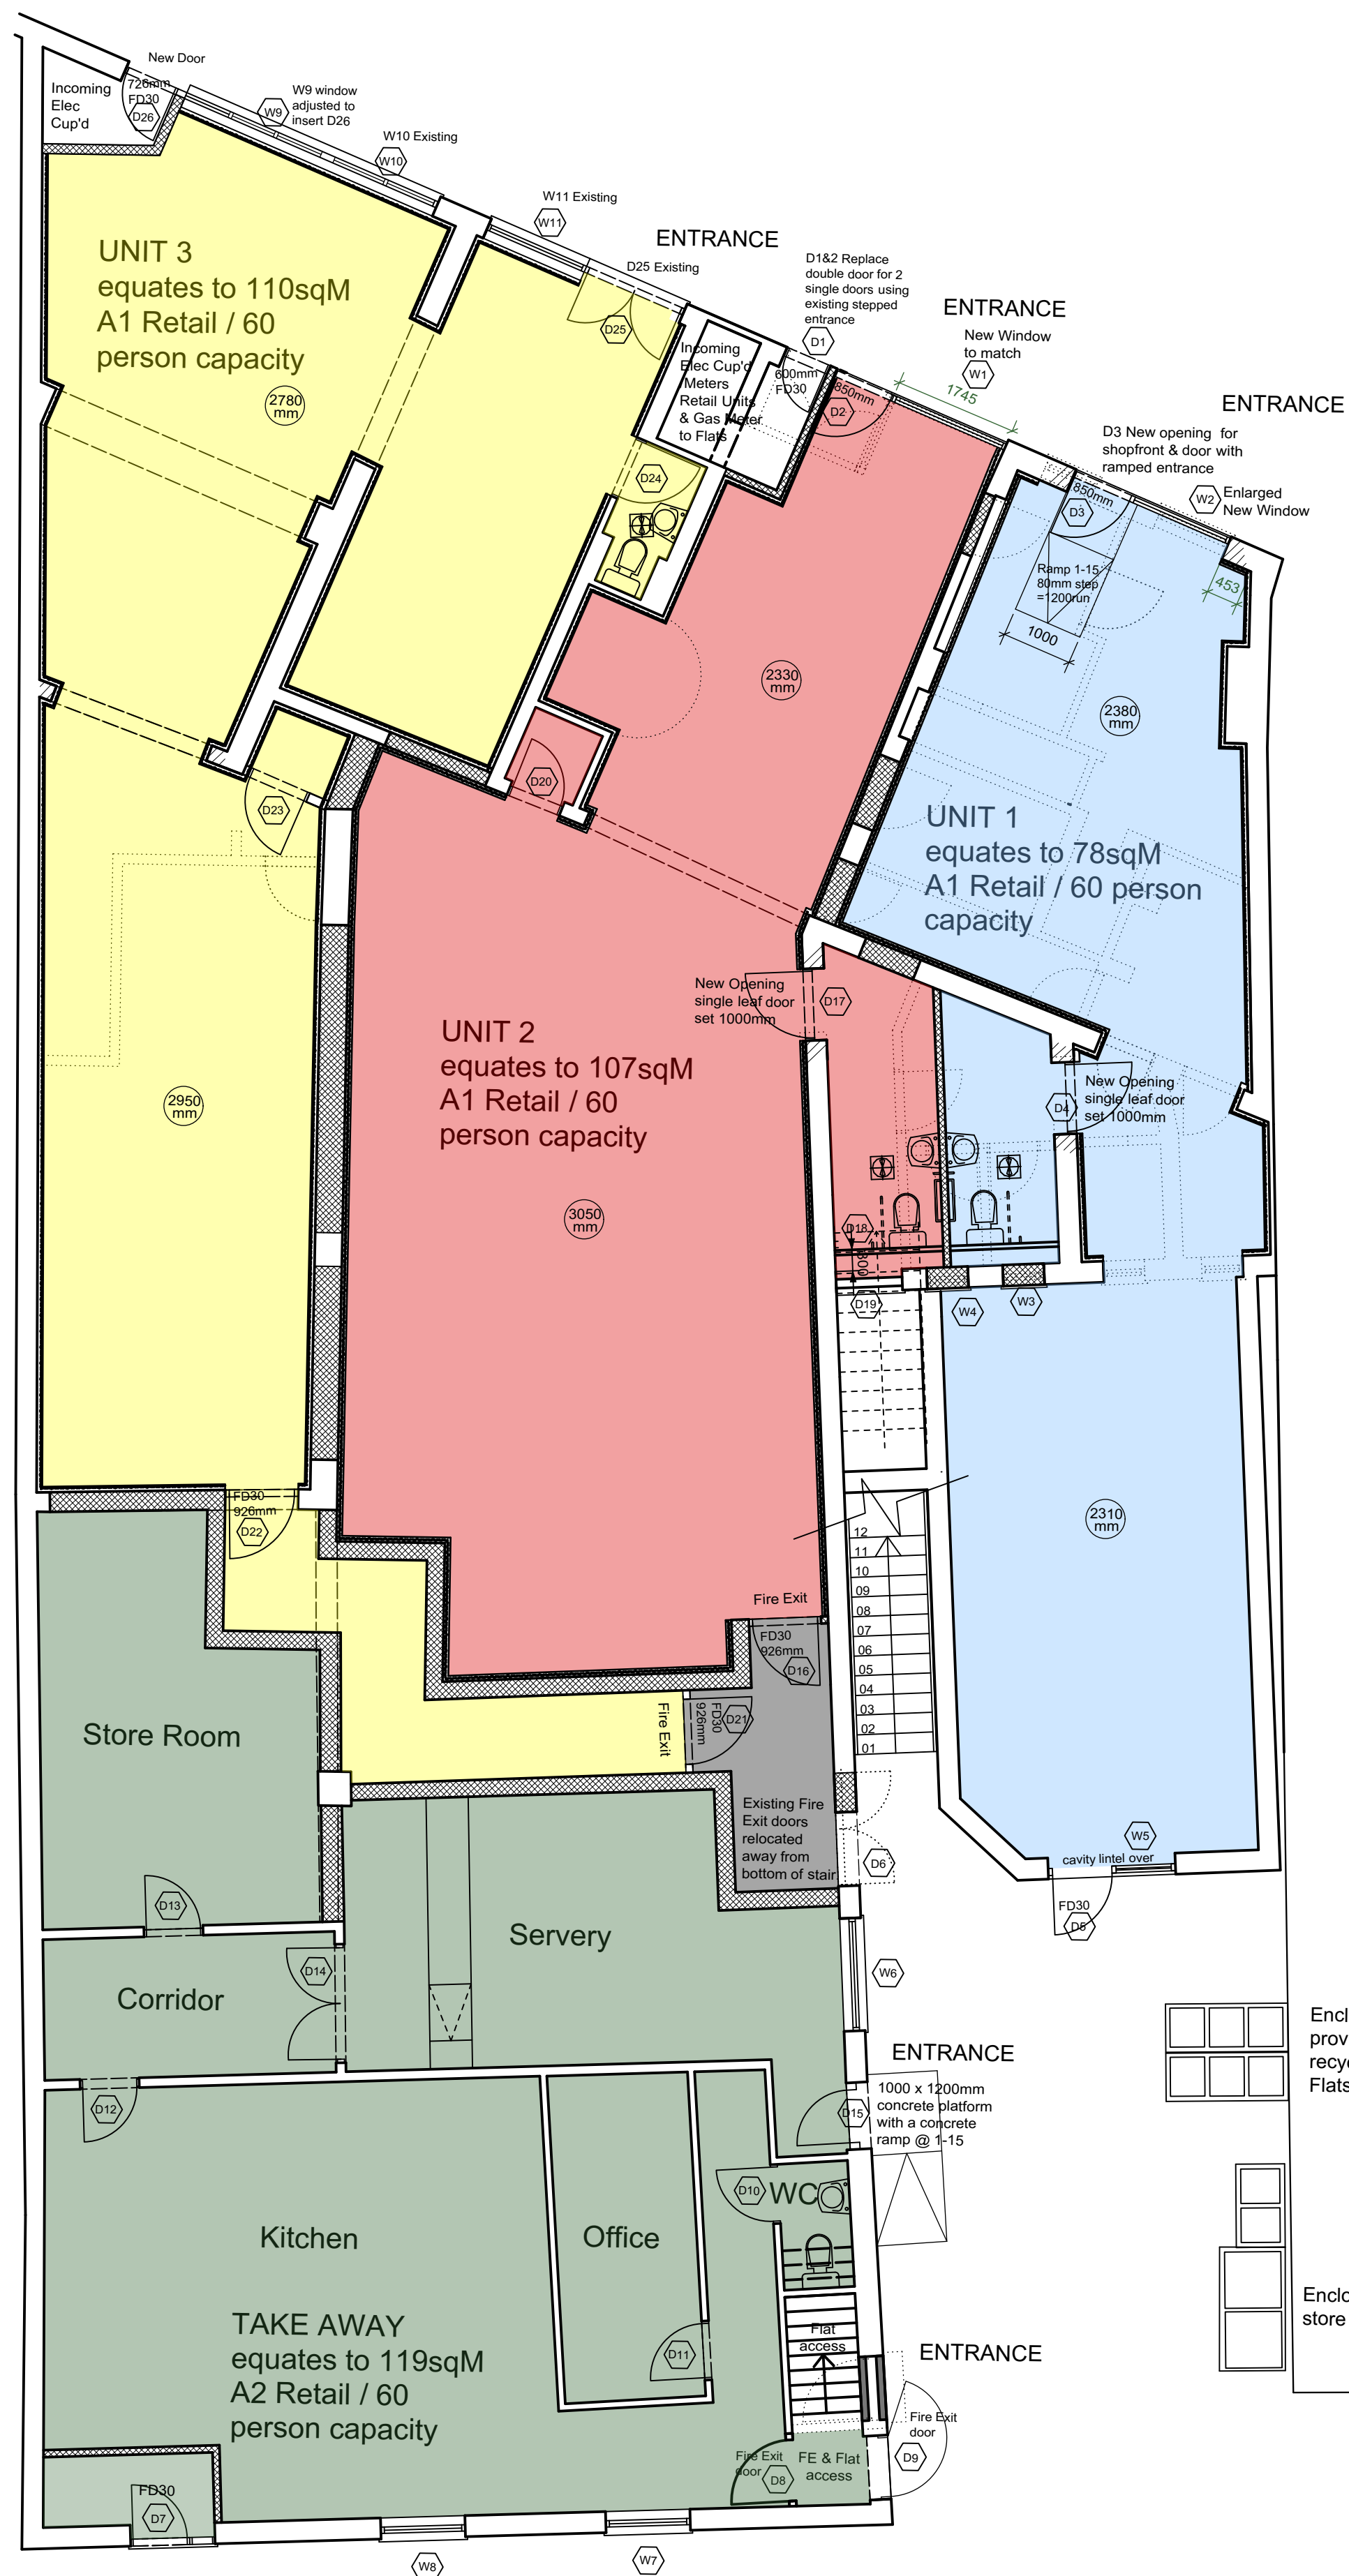 New Door
Incoming
Elec
Cup'd
726mm
FD30
D26
W9
W9 window
adjusted to
insert D26
W10 Existing
W10
W11 Existing
W11
ENTRANCE
D25 Existing
D25
UNIT 3
equates to 110sqM
A1 Retail / 60
person capacity
2780
mm
D1&2 Replace
double door for 2
single doors using
existing stepped
entrance
D1
ENTRANCE
New Window
to match
W1
1745
ENTRANCE
D3 New opening for
shopfront & door with
ramped entrance
W2
Enlarged
New Window
Incoming
Elec Cup'd
Meters
Retail Units
& Gas Meter
to Flats
600mm
FD30
850mm
D2
850mm
D3
D24
Ramp 1-15
80mm step
=1200run
1000
453
2330
mm
2380
mm
D20
D23
UNIT 1
equates to 78sqM
A1 Retail / 60 person
capacity
New Opening
single leaf door
set 1000mm
D17
UNIT 2
equates to 107sqM
A1 Retail / 60
person capacity
2950
mm
New Opening
single leaf door
set 1000mm
D4
3050
mm
D18
800
D19
W4
W3
FD30
926mm
D22
2310
mm
12
11
10
09
08
07
06
05
04
03
02
01
Fire Exit
FD30
926mm
D16
Fire Exit
FD30
926mm
D21
Store Room
Existing Fire
Exit doors
relocated
away from
bottom of stair
D6
W5
cavity lintel over
FD30
D5
D13
Servery
D14
Corridor
W6
D12
ENTRANCE
1000 x 1200mm
concrete platform
with a concrete
ramp @ 1-15
D15
D10
WC
Kitchen
Office
TAKE AWAY
equates to 119sqM
A2 Retail / 60
person capacity
D11
Flat
access
ENTRANCE
Fire Exit
door
D9
Fire Exit
door
D8
FE & Flat
access
FD30
D7
W8
W7
Encl
prov
recy
Flats
Enclo
store